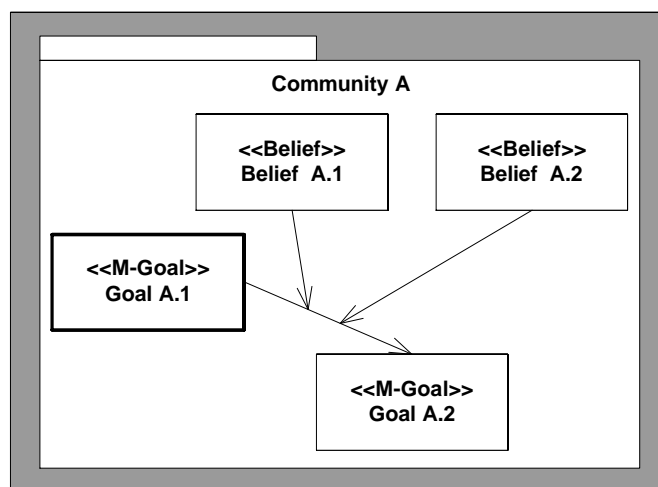 Community A
<<Belief>>
Belief A.1
<<Belief>>
Belief A.2
<<M-Goal>>
Goal A.1
<<M-Goal>>
Goal A.2